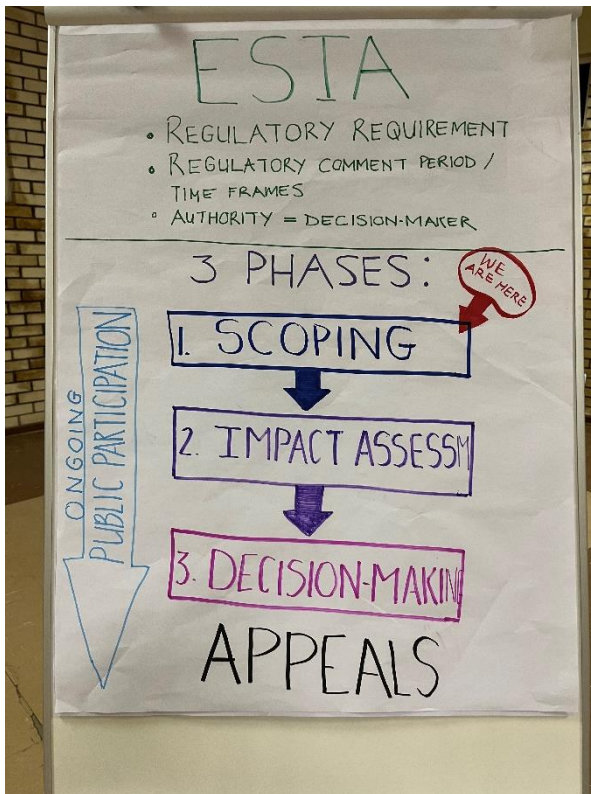 ESIA
• REGULATORY REQUIREMENT
• REGULATORY COMMENT PERIOD /
TIME FRAMES
• AUTHORITY = DECISION-MAKER
3 PHASES:
WE
ARE HERE
1. SCOPING
2. IMPACT ASSESSM
3. DECISION-MAKIN
ONGOING
PUBLIC PARTICIPATION
APPEALS